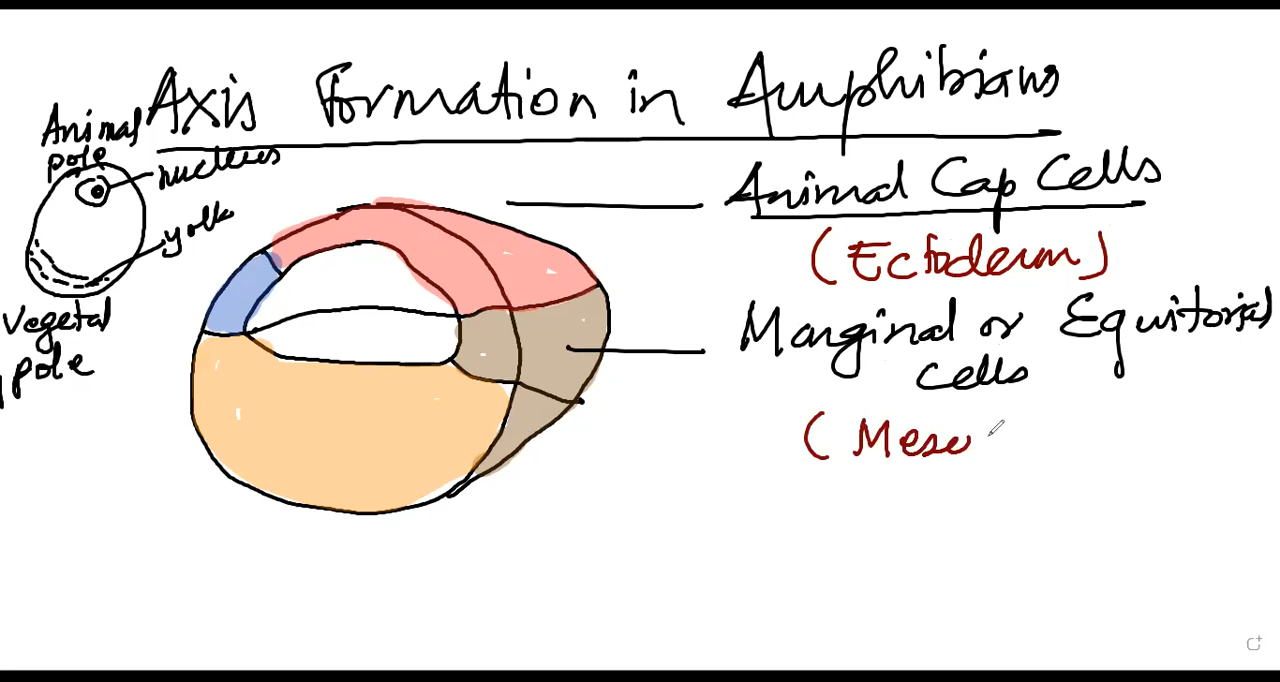 Axis Formation in Amphibians
Animal
pole
nucleus
yolk
Vegetal
pole
Animal Cap Cells
(Ectoderm)
Marginal or Equitorial
Cells
(Meso